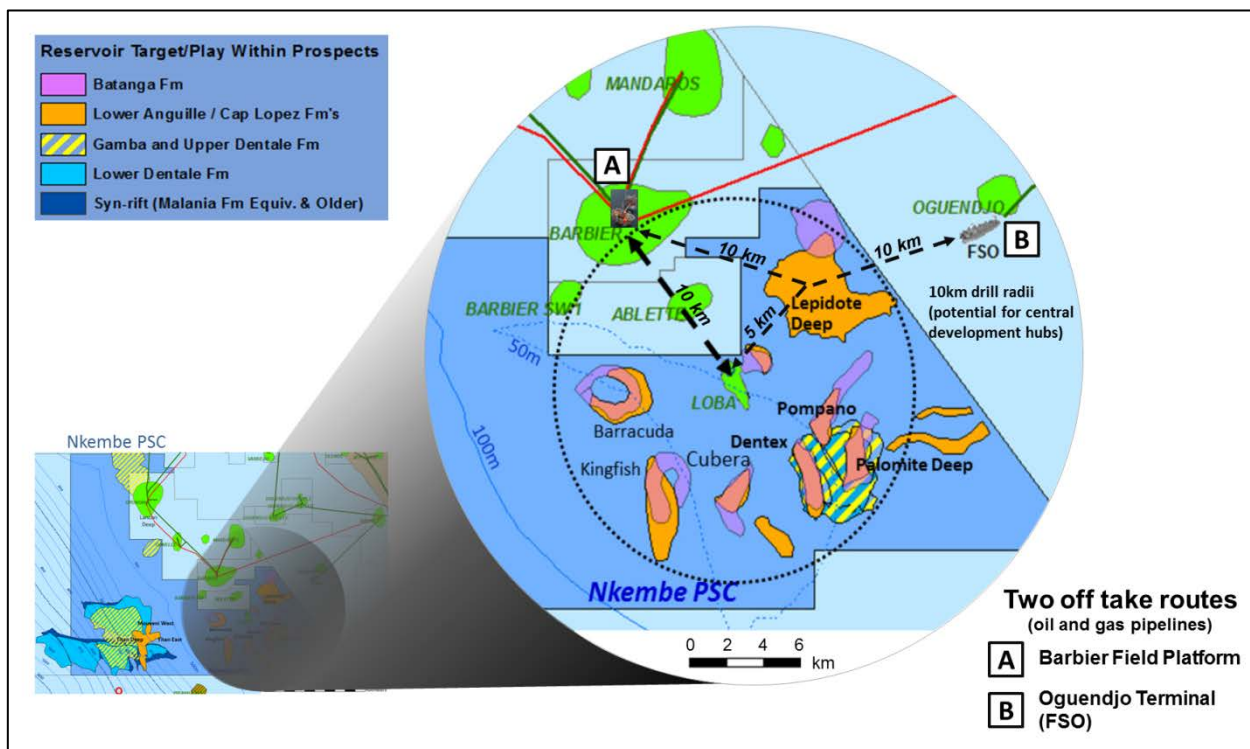 Reservoir Target/Play Within Prospects
Batanga Fm
Lower Anguille / Cap Lopez Fm's
Gamba and Upper Dentale Fm
Lower Dentale Fm
Syn-rift (Malania Fm Equiv. & Older)
MANDAROS
A
BARBIER
OGUENDJO
FSO
B
10 km
10 km
10 km
5 km
10km drill radii
(potential for central
development hubs)
Lepidote
Deep
BARBIER SW1
ABLETTE
50m
LOBA
100m
Barracuda
Pompano
Dentex
Palomite Deep
Kingfish
Cubera
Nkembe PSC
0 2 4 6
km
Nkembe PSC
Two off take routes
(oil and gas pipelines)
A
Barbier Field Platform
B
Oguendjo Terminal
(FSO)